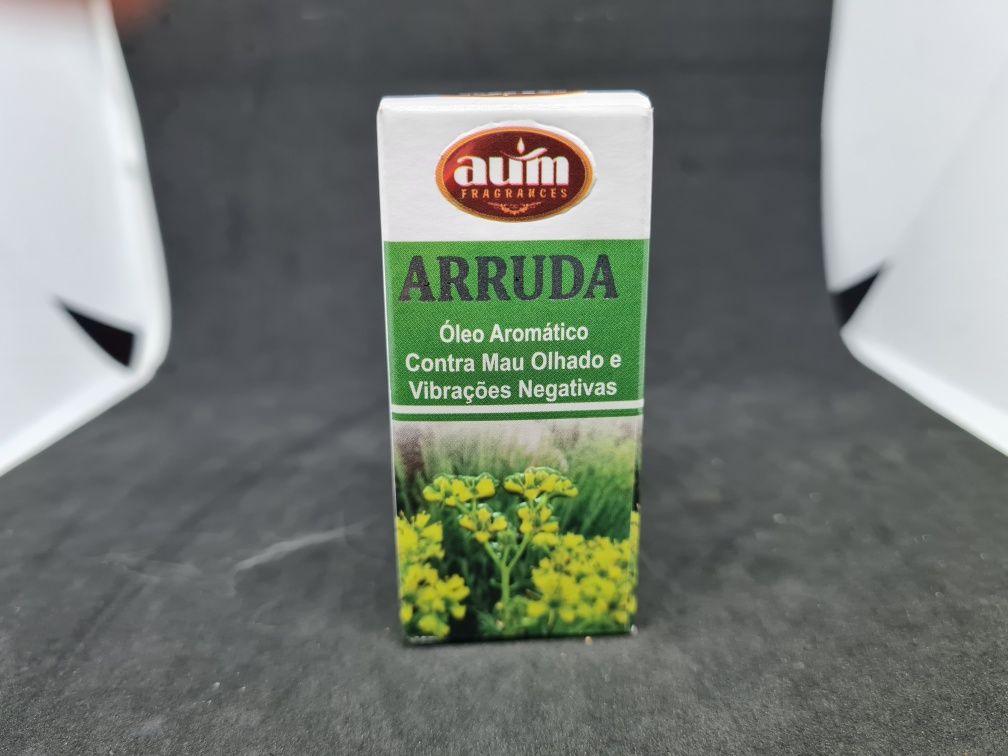 aum
FRAGRANCES
ARRUDA
Óleo Aromático
Contra Mau Olhado e
Vibrações Negativas